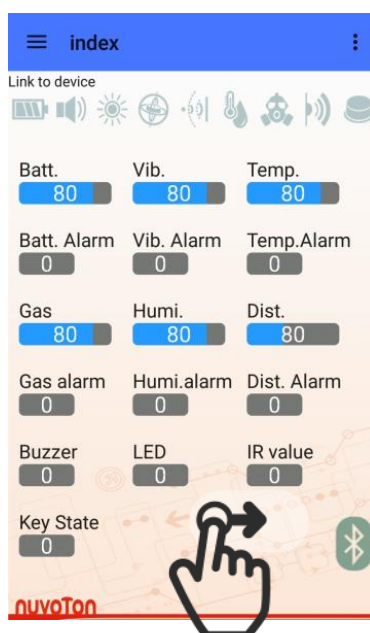 index
Link to device
Batt. Vib. Temp.
80 80 80
Batt. Alarm Vib. Alarm Temp.Alarm
0 0 0
Gas Humi. Dist.
80 80 80
Gas alarm Humi.alarm Dist. Alarm
0 0 0
Buzzer LED IR value
0 0 0
Key State
0
nuvoTon